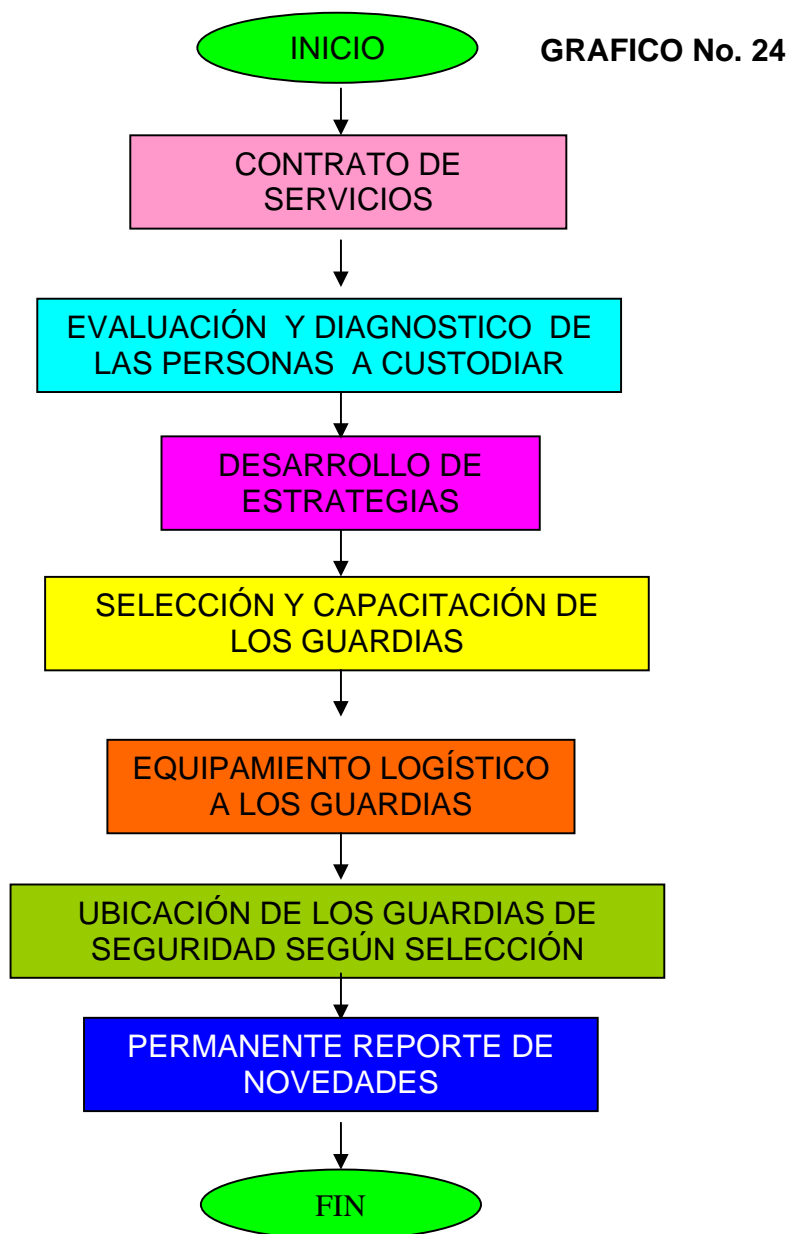 INICIO
GRAFICO No. 24
CONTRATO DE
SERVICIOS
EVALUACIÓN Y DIAGNOSTICO DE
LAS PERSONAS A CUSTODIAR
DESARROLLO DE
ESTRATEGIAS
SELECCIÓN Y CAPACITACIÓN DE
LOS GUARDIAS
EQUIPAMIENTO LOGÍSTICO
A LOS GUARDIAS
UBICACIÓN DE LOS GUARDIAS DE
SEGURIDAD SEGÚN SELECCIÓN
PERMANENTE REPORTE DE
NOVEDADES
FIN